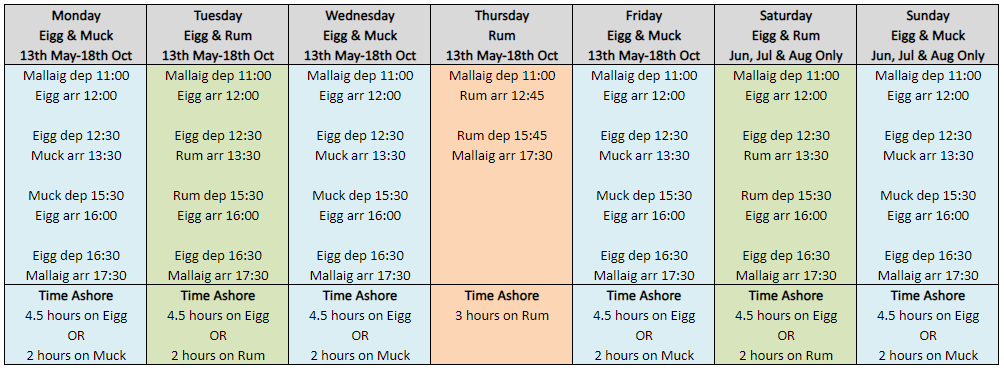 Monday
Eigg & Muck
13th May-18th Oct
Mallaig dep 11:00
Eigg arr 12:00
Eigg dep 12:30
Muck arr 13:30
Muck dep 15:30
Eigg arr 16:00
Eigg dep 16:30
Mallaig arr 17:30
Time Ashore
4.5 hours on Eigg
OR
2 hours on Muck
Tuesday
Eigg & Rum
13th May-18th Oct
Mallaig dep 11:00
Eigg arr 12:00
Eigg dep 12:30
Rum arr 13:30
Rum dep 15:30
Eigg arr 16:00
Eigg dep 16:30
Mallaig arr 17:30
Time Ashore
4.5 hours on Eigg
OR
2 hours on Rum
Wednesday
Eigg & Muck
13th May-18th Oct
Mallaig dep 11:00
Eigg arr 12:00
Eigg dep 12:30
Muck arr 13:30
Muck dep 15:30
Eigg arr 16:00
Eigg dep 16:30
Mallaig arr 17:30
Time Ashore
4.5 hours on Eigg
OR
2 hours on Muck
Thursday
Rum
13th May-18th Oct
Mallaig dep 11:00
Rum arr 12:45
Rum dep 15:45
Mallaig arr 17:30
Time Ashore
3 hours on Rum
Friday
Eigg & Muck
13th May-18th Oct
Mallaig dep 11:00
Eigg arr 12:00
Eigg dep 12:30
Muck arr 13:30
Muck dep 15:30
Eigg arr 16:00
Eigg dep 16:30
Mallaig arr 17:30
Time Ashore
4.5 hours on Eigg
OR
2 hours on Muck
Saturday
Eigg & Rum
Jun, Jul & Aug Only
Mallaig dep 11:00
Eigg arr 12:00
Eigg dep 12:30
Rum arr 13:30
Rum dep 15:30
Eigg arr 16:00
Eigg dep 16:30
Mallaig arr 17:30
Time Ashore
4.5 hours on Eigg
OR
2 hours on Rum
Sunday
Eigg & Muck
Jun, Jul & Aug Only
Mallaig dep 11:00
Eigg arr 12:00
Eigg dep 12:30
Muck arr 13:30
Muck dep 15:30
Eigg arr 16:00
Eigg dep 16:30
Mallaig arr 17:30
Time Ashore
4.5 hours on Eigg
OR
2 hours on Muck